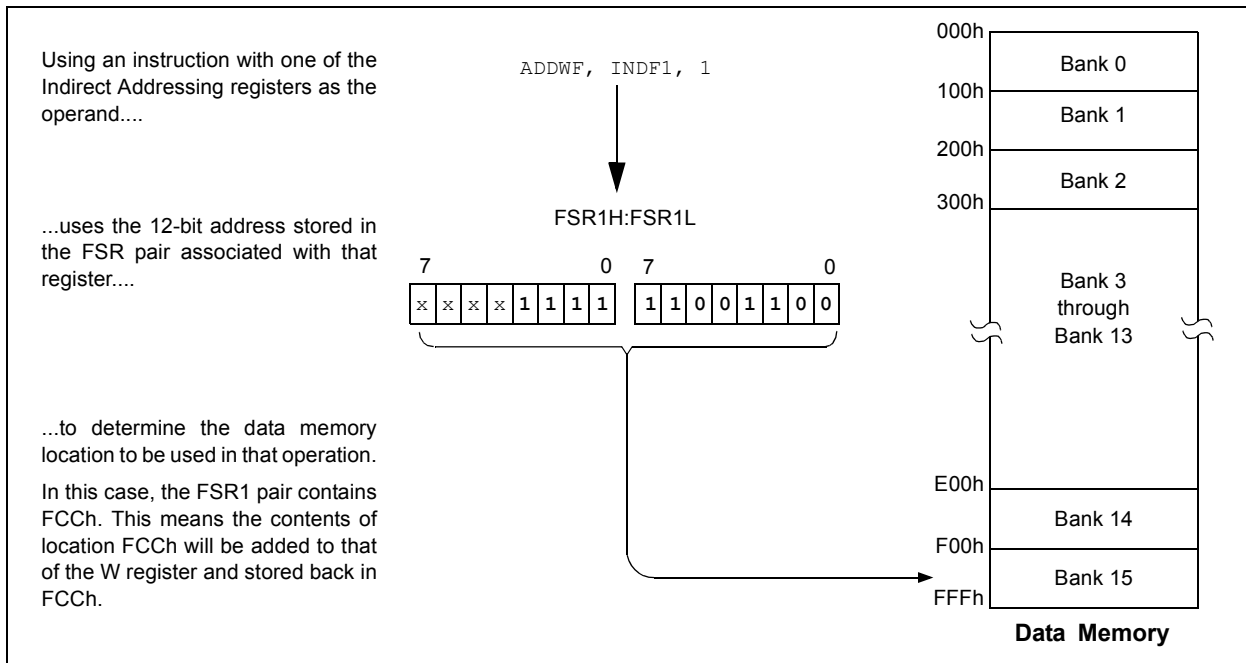 Using an instruction with one of the
Indirect Addressing registers as the
operand....
ADDWF, INDF1, 1
...uses the 12-bit address stored in
the FSR pair associated with that
register....
FSR1H:FSR1L
7 0 7 0
x x x x 1 1 1 1 1 1 0 0 1 1 0 0
...to determine the data memory
location to be used in that operation.
In this case, the FSR1 pair contains
FCCh. This means the contents of
location FCCh will be added to that
of the W register and stored back in
FCCh.
000h
Bank 0
100h
Bank 1
200h
Bank 2
300h
Bank 3
through
Bank 13
E00h
Bank 14
F00h
Bank 15
FFFh
Data Memory